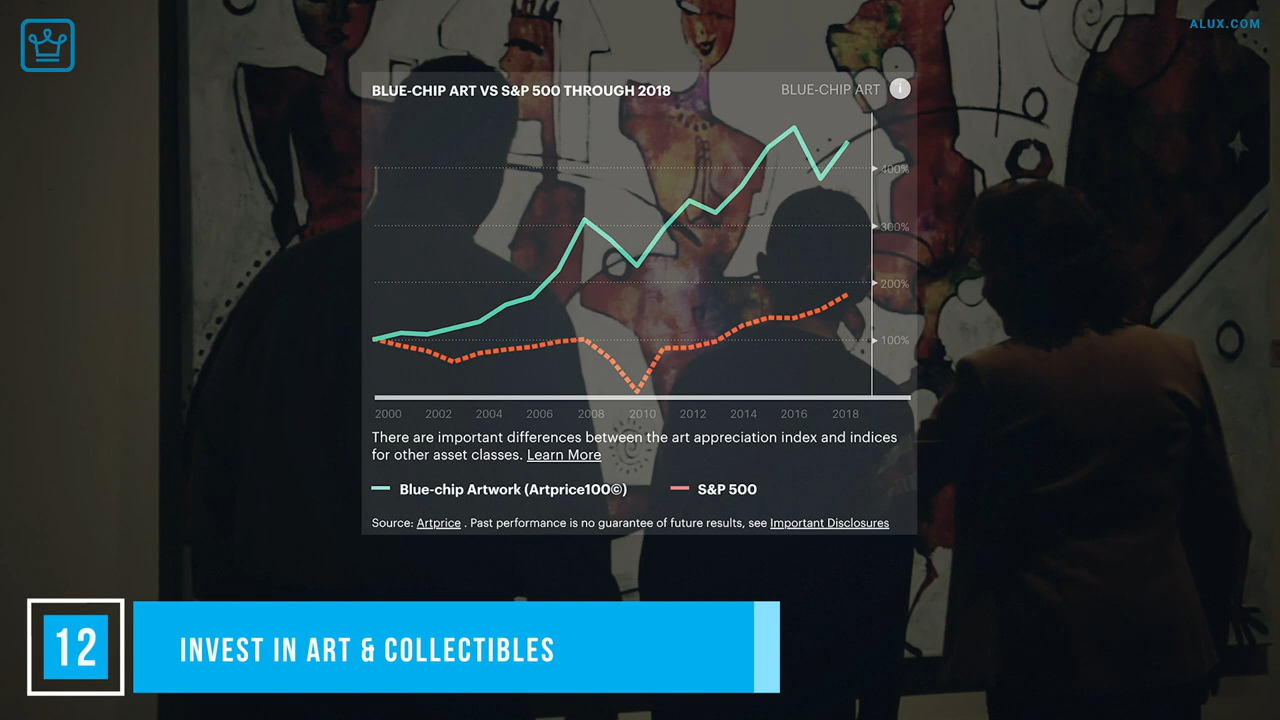 ALUX.COM
BLUE-CHIP ART VS S&P 500 THROUGH 2018
BLUE-CHIP ART i
400%
300%
200%
100%
2000 2002 2004 2006 2008 2010 2012 2014 2016 2018
There are important differences between the art appreciation index and indices
for other asset classes. Learn More
Blue-chip Artwork (Artprice100©) S&P 500
Source: Artprice . Past performance is no guarantee of future results, see Important Disclosures
12
INVEST IN ART & COLLECTIBLES